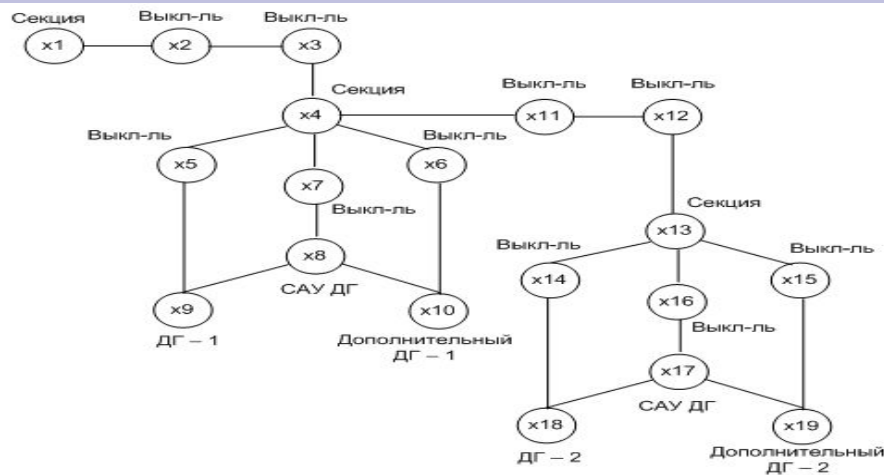 Секция
Выкл-ль
Выкл-ль
x1
x2
x3
Секция
Выкл-ль
Выкл-ль
x4
x11
x12
Выкл-ль
Выкл-ль
x5
x6
x7
Выкл-ль
Секция
x13
Выкл-ль
Выкл-ль
x8
x14
x15
САУ ДГ
x16
x9
x10
Выкл-ль
ДГ – 1
Дополнительный
ДГ – 1
x17
САУ ДГ
x18
x19
ДГ – 2
Дополнительный
ДГ – 2